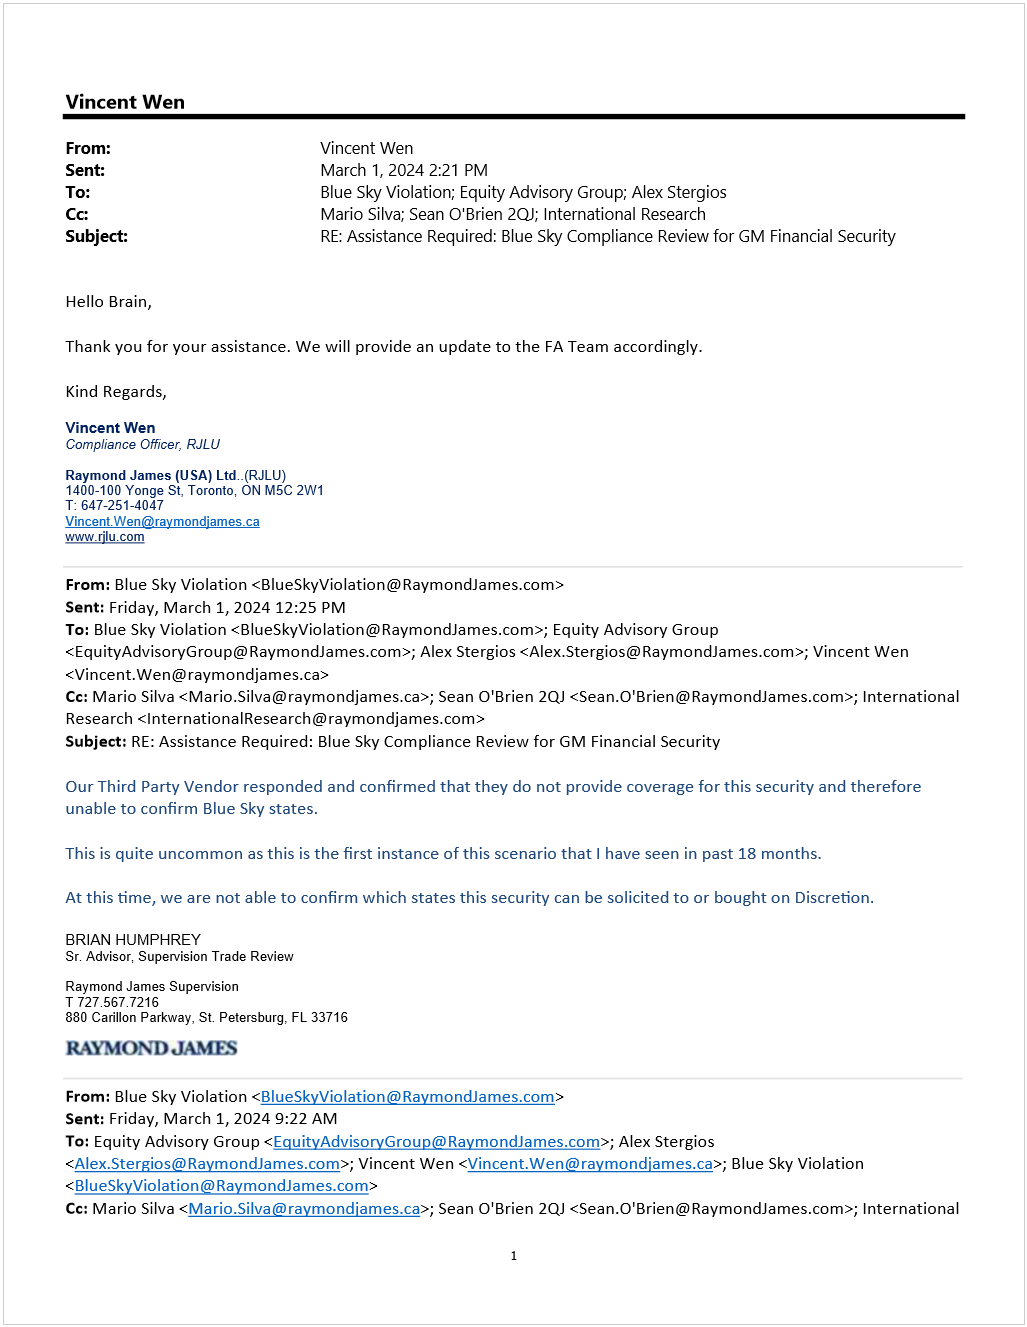 Vincent Wen
From: Vincent Wen
Sent: March 1, 2024 2:21 PM
To: Blue Sky Violation; Equity Advisory Group; Alex Stergios
Cc: Mario Silva; Sean O'Brien 2QJ; International Research
Subject: RE: Assistance Required: Blue Sky Compliance Review for GM Financial Security
Hello Brain,
Thank you for your assistance. We will provide an update to the FA Team accordingly.
Kind Regards,
Vincent Wen
Compliance Officer, RJLU
Raymond James (USA) Ltd..(RJLU)
1400-100 Yonge St, Toronto, ON M5C 2W1
T: 647-251-4047
Vincent.Wen@raymondjames.ca
www.rjlu.com
From: Blue Sky Violation <BlueSkyViolation@RaymondJames.com>
Sent: Friday, March 1, 2024 12:25 PM
To: Blue Sky Violation <BlueSkyViolation@RaymondJames.com>; Equity Advisory Group
<EquityAdvisoryGroup@RaymondJames.com>; Alex Stergios <Alex.Stergios@RaymondJames.com>; Vincent Wen
<Vincent.Wen@raymondjames.ca>
Cc: Mario Silva <Mario.Silva@raymondjames.ca>; Sean O'Brien 2QJ <Sean.O'Brien@RaymondJames.com>; International
Research <InternationalResearch@raymondjames.com>
Subject: RE: Assistance Required: Blue Sky Compliance Review for GM Financial Security
Our Third Party Vendor responded and confirmed that they do not provide coverage for this security and therefore
unable to confirm Blue Sky states.
This is quite uncommon as this is the first instance of this scenario that I have seen in past 18 months.
At this time, we are not able to confirm which states this security can be solicited to or bought on Discretion.
BRIAN HUMPHREY
Sr. Advisor, Supervision Trade Review
Raymond James Supervision
T 727.567.7216
880 Carillon Parkway, St. Petersburg, FL 33716
RAYMOND JAMES
From: Blue Sky Violation <BlueSkyViolation@RaymondJames.com>
Sent: Friday, March 1, 2024 9:22 AM
To: Equity Advisory Group <EquityAdvisoryGroup@RaymondJames.com>; Alex Stergios
<Alex.Stergios@RaymondJames.com>; Vincent Wen <Vincent.Wen@raymondjames.ca>; Blue Sky Violation
<BlueSkyViolation@RaymondJames.com>
Cc: Mario Silva <Mario.Silva@raymondjames.ca>; Sean O'Brien 2QJ <Sean.O'Brien@RaymondJames.com>; International
1